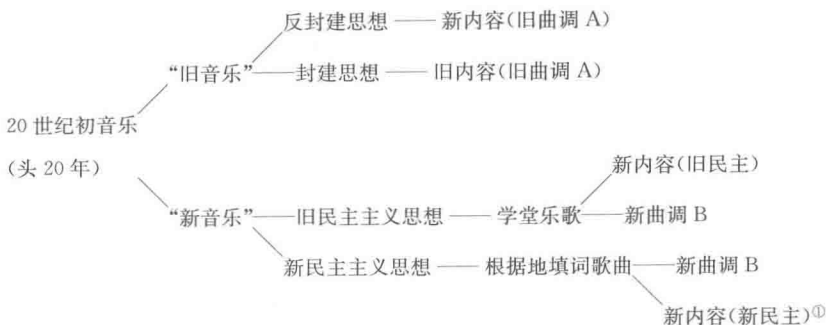 反封建思想 —— 新内容(旧曲调 A)
“旧音乐”——封建思想 —— 旧内容(旧曲调 A)
20 世纪初音乐
(头 20 年)
新内容(旧民主)
“新音乐”——旧民主主义思想 —— 学堂乐歌——新曲调 B
新民主主义思想 —— 根据地填词歌曲——新曲调 B
新内容(新民主)①